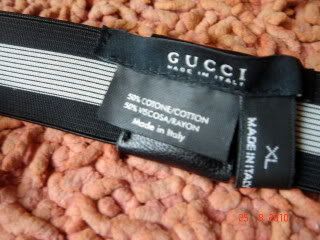 GUCCI
MADE IN ITALY
50% COTONE/COTTON
50% VISCOSA/RAYON
Made in Italy
XL
MADE IN ITALY
25 8 2010